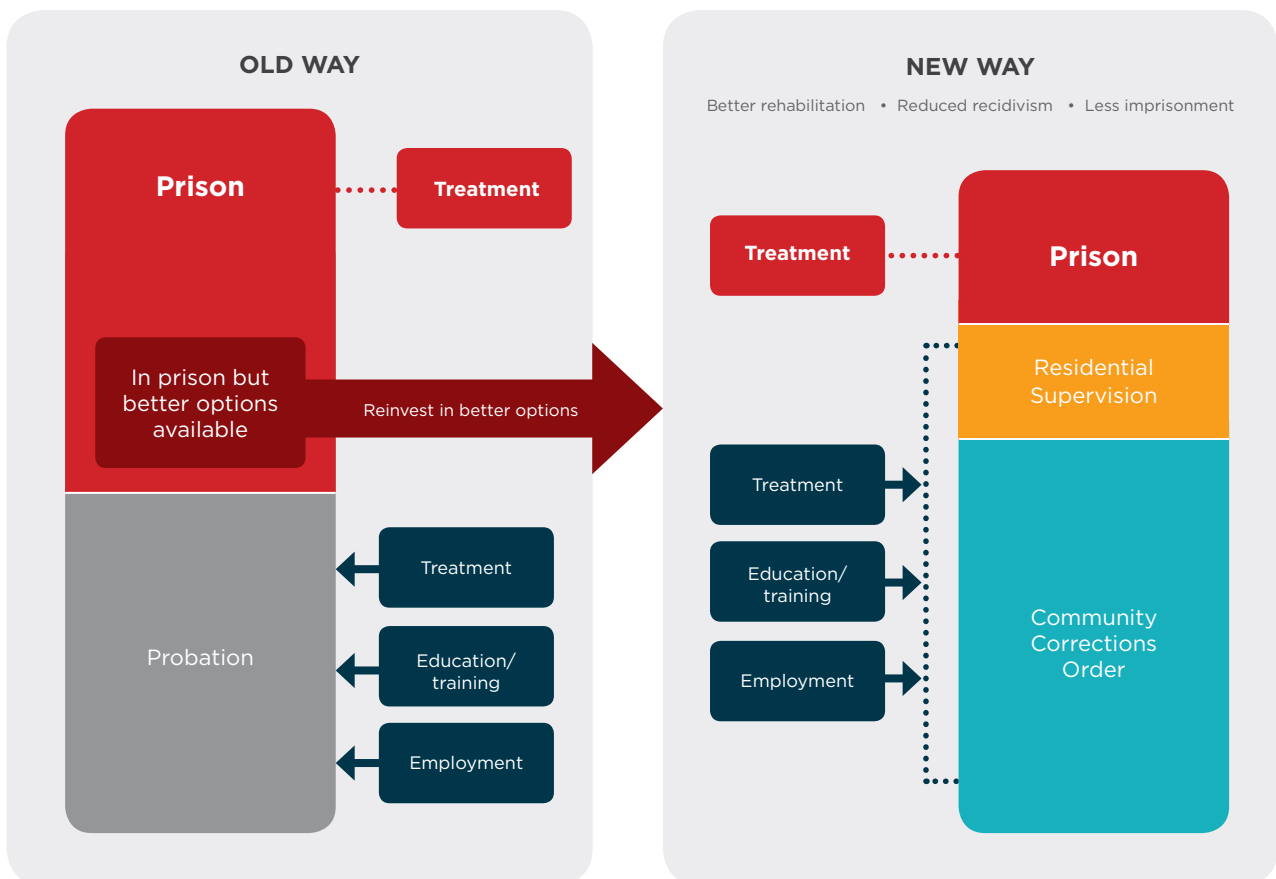 OLD WAY
Prison
Treatment
In prison but
better options
available
Reinvest in better options
Probation
Treatment
Education/
training
Employment
NEW WAY
Better rehabilitation • Reduced recidivism • Less imprisonment
Treatment
Prison
Residential
Supervision
Treatment
Education/
training
Employment
Community
Corrections
Order